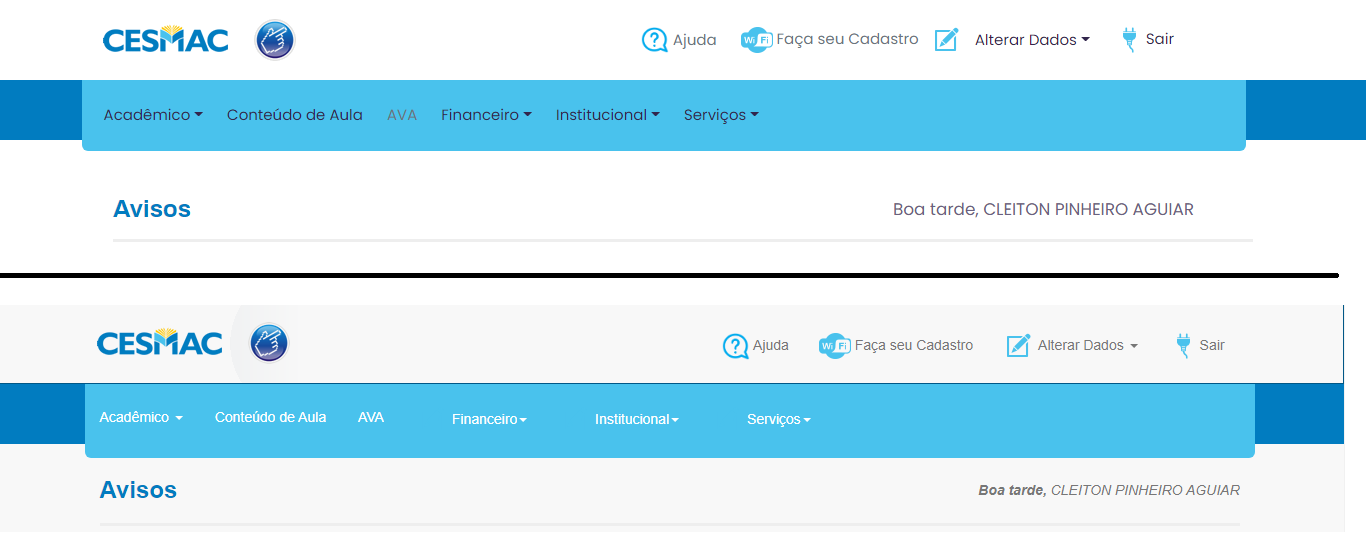 CESMAC Ajuda Wi Fi Faça seu Cadastro Alterar Dados Sair
Acadêmico Conteúdo de Aula AVA Financeiro Institucional Serviços
Avisos Boa tarde, CLEITON PINHEIRO AGUIAR
CESMAC Ajuda Wi Fi Faça seu Cadastro Alterar Dados Sair
Acadêmico Conteúdo de Aula AVA Financeiro Institucional Serviços
Avisos Boa tarde, CLEITON PINHEIRO AGUIAR